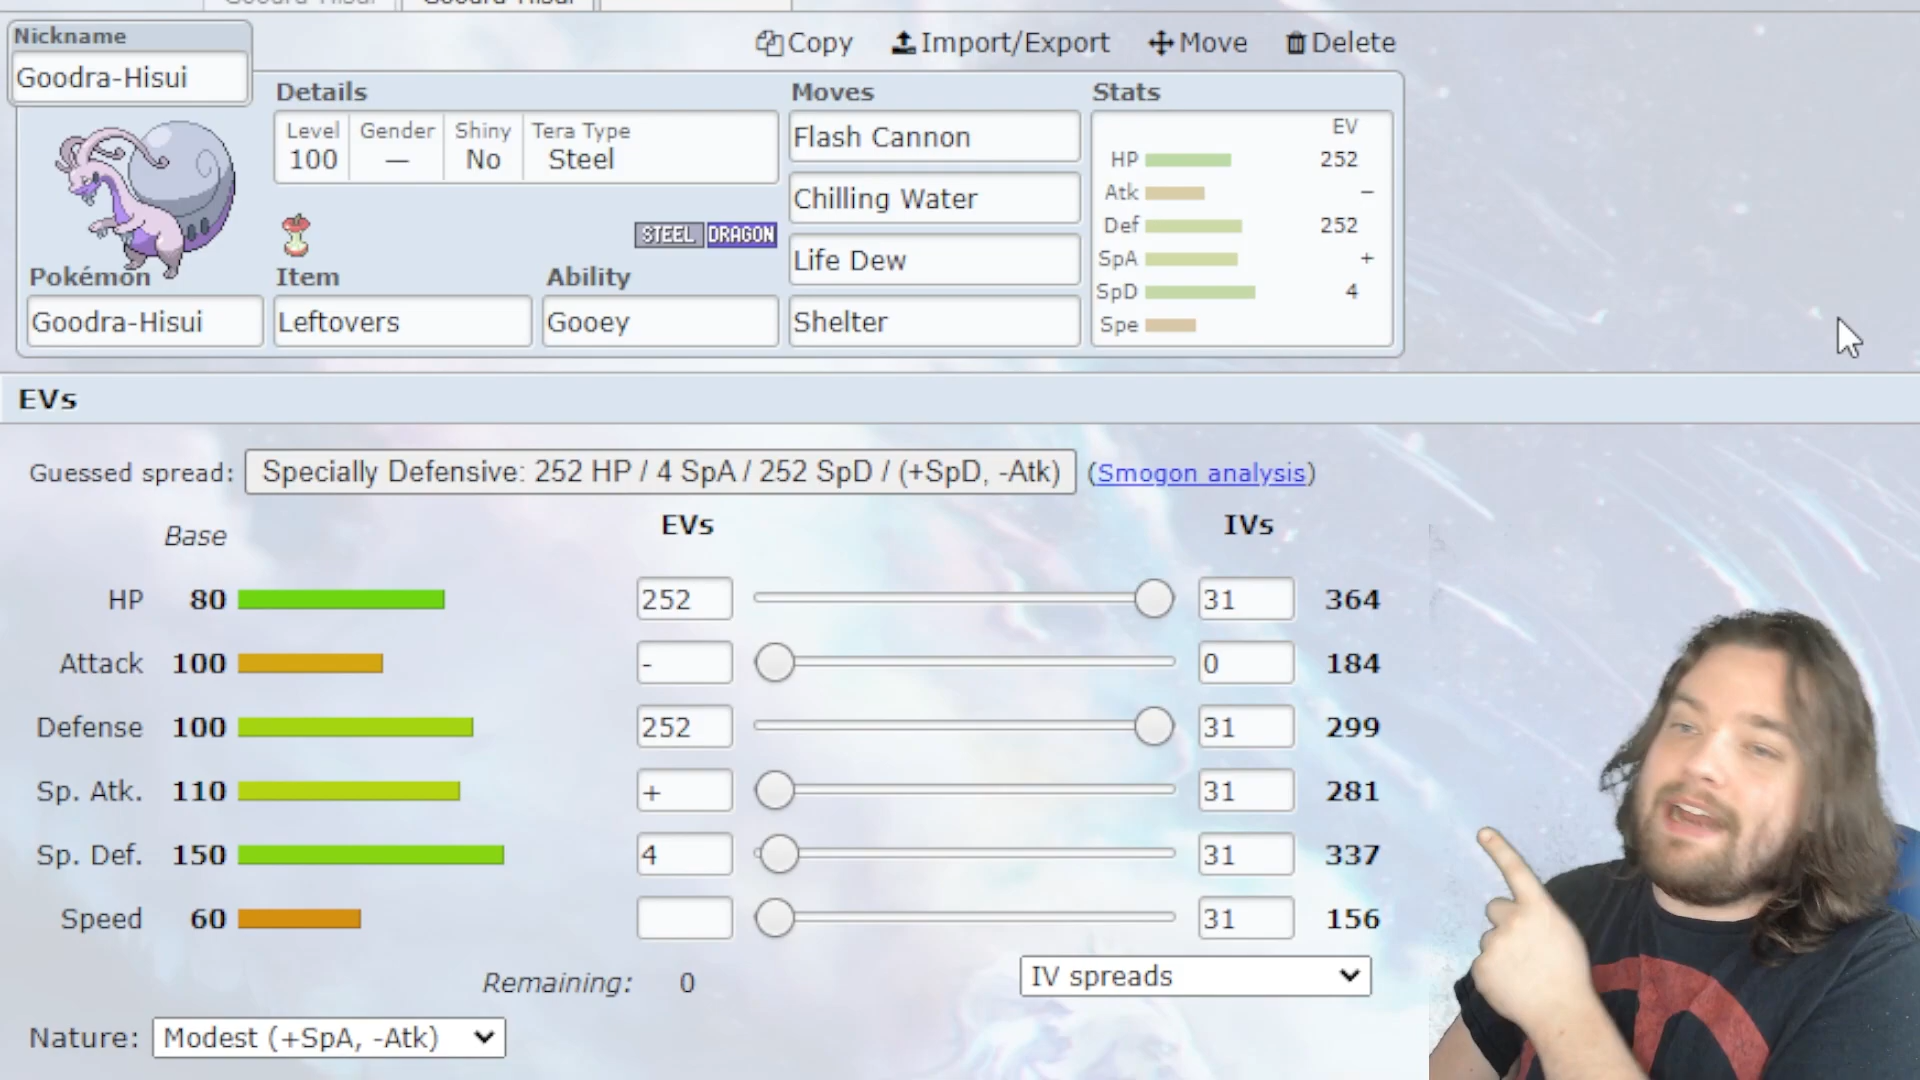 Goodra-Hisui Goodra-Hisui
Nickname
Goodra-Hisui
Copy Import/Export Move Delete
Details
Level Gender Shiny Tera Type
100 — No Steel
STEEL DRAGON
Pokémon
Goodra-Hisui
Item
Leftovers
Ability
Gooey
Moves
Flash Cannon
Chilling Water
Life Dew
Shelter
Stats
EV
HP 252
Atk −
Def 252
SpA +
SpD 4
Spe
EVs
Guessed spread: Specially Defensive: 252 HP / 4 SpA / 252 SpD / (+SpD, -Atk) (Smogon analysis)
Base EVs IVs
HP 80 252 31 364
Attack 100 - 0 184
Defense 100 252 31 299
Sp. Atk. 110 + 31 281
Sp. Def. 150 4 31 337
Speed 60 31 156
Remaining: 0
IV spreads
Nature: Modest (+SpA, -Atk)